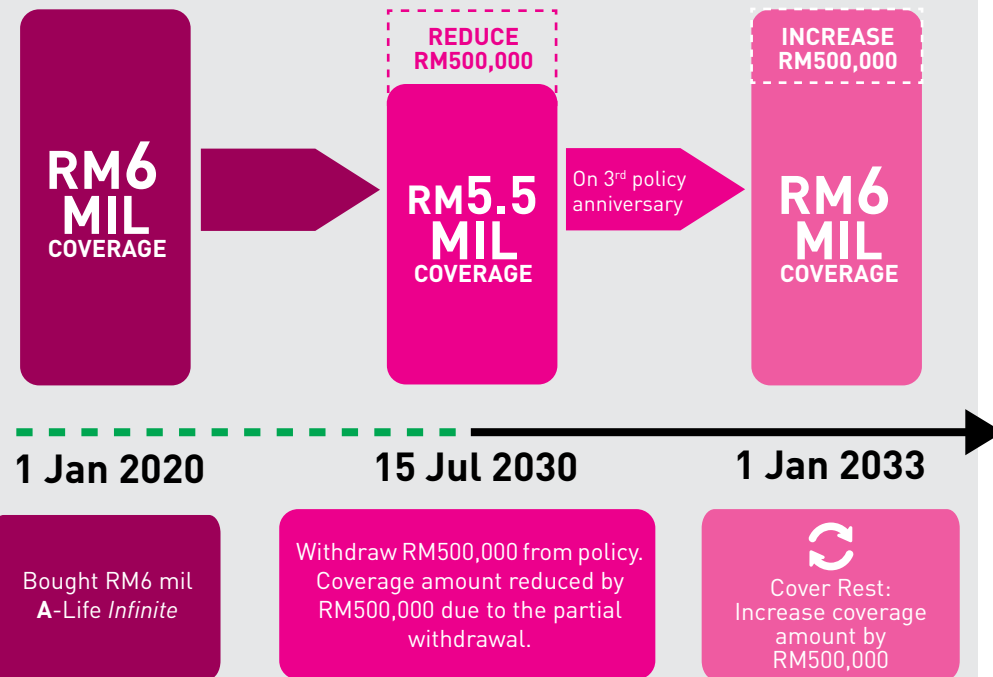 REDUCE
RM500,000
INCREASE
RM500,000
RM6
MIL
COVERAGE
RM5.5
MIL
COVERAGE
On 3rd policy
anniversary
RM6
MIL
COVERAGE
1 Jan 2020
15 Jul 2030
1 Jan 2033
Bought RM6 mil
A-Life Infinite
Withdraw RM500,000 from policy.
Coverage amount reduced by
RM500,000 due to the partial
withdrawal.
Cover Rest:
Increase coverage
amount by
RM500,000